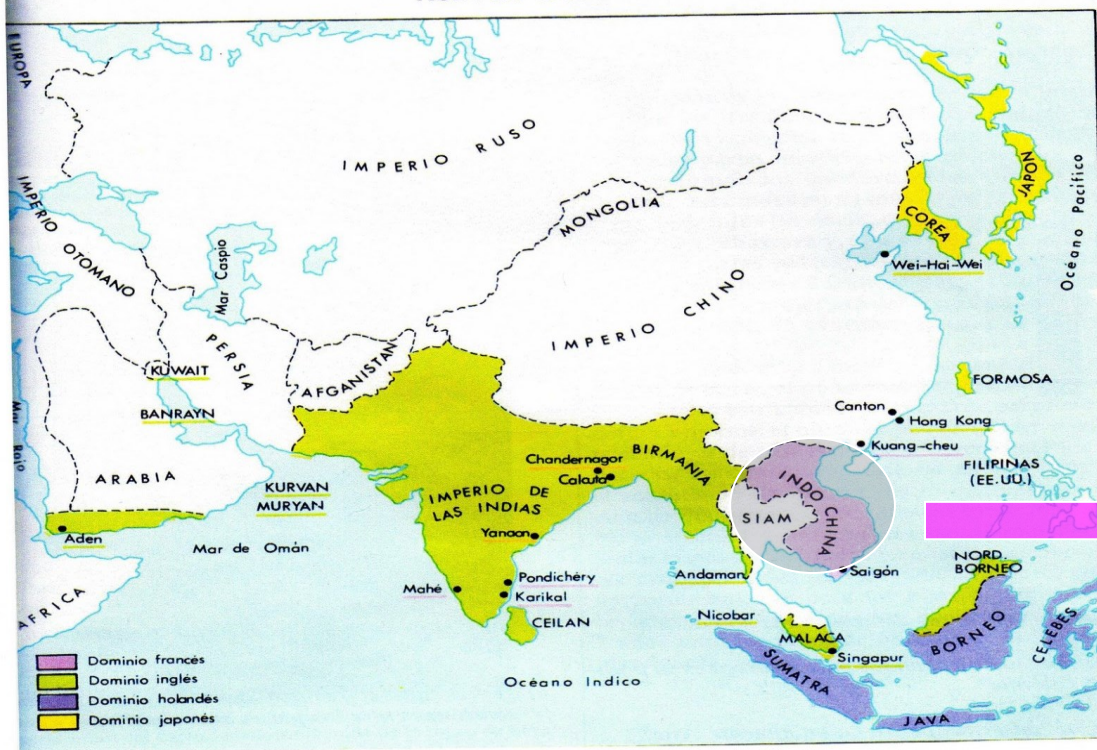 EUROPA
IMPERIO RUSO
IMPERIO OTOMANO
MONGOLIA
JAPON
COREA
Océano Pacífico
Mar Caspio
Wei-Hai-Wei
IMPERIO CHINO
PERSIA
AFGANISTAN
KUWAIT
BANRAYN
FORMOSA
Canton
Hong Kong
Kuang-cheu
Mar Rojo
ARABIA
KURVAN
MURYAN
Chandernagor
Calcuta
BIRMANIA
IMPERIO DE
LAS INDIAS
INDO CHINA
SIAM
FILIPINAS
(EE.UU.)
Aden
Mar de Omán
Yanaon
NORD.
BORNEO
Mahé
Pondichéry
Karikal
Andaman
Saigón
AFRICA
CEILAN
Nicobar
MALACA
Singapur
BORNEO
CELEBES
SUMATRA
JAVA
Océano Indico
Dominio francés
Dominio inglés
Dominio holandés
Dominio japonés